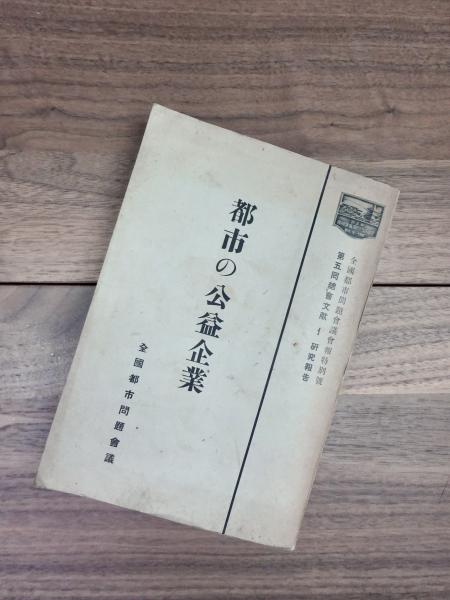 全國都市問題會議會報特別號
第五囘總會文獻 1 研究報告
都市の公益企業
全國都市問題會議